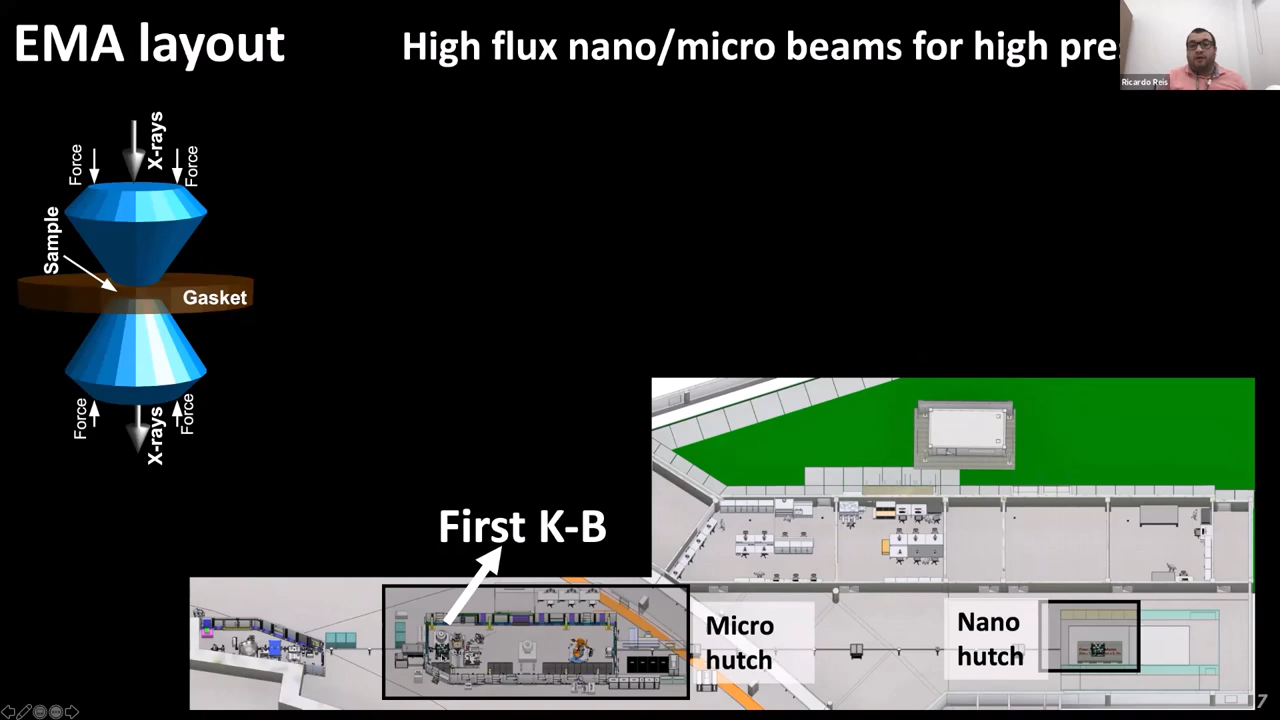 EMA layout
High flux nano/micro beams for high pre
Ricardo Reis
X-rays
Force
Force
Sample
Gasket
Force
X-rays
Force
First K-B
Micro
hutch
Nano
hutch
7